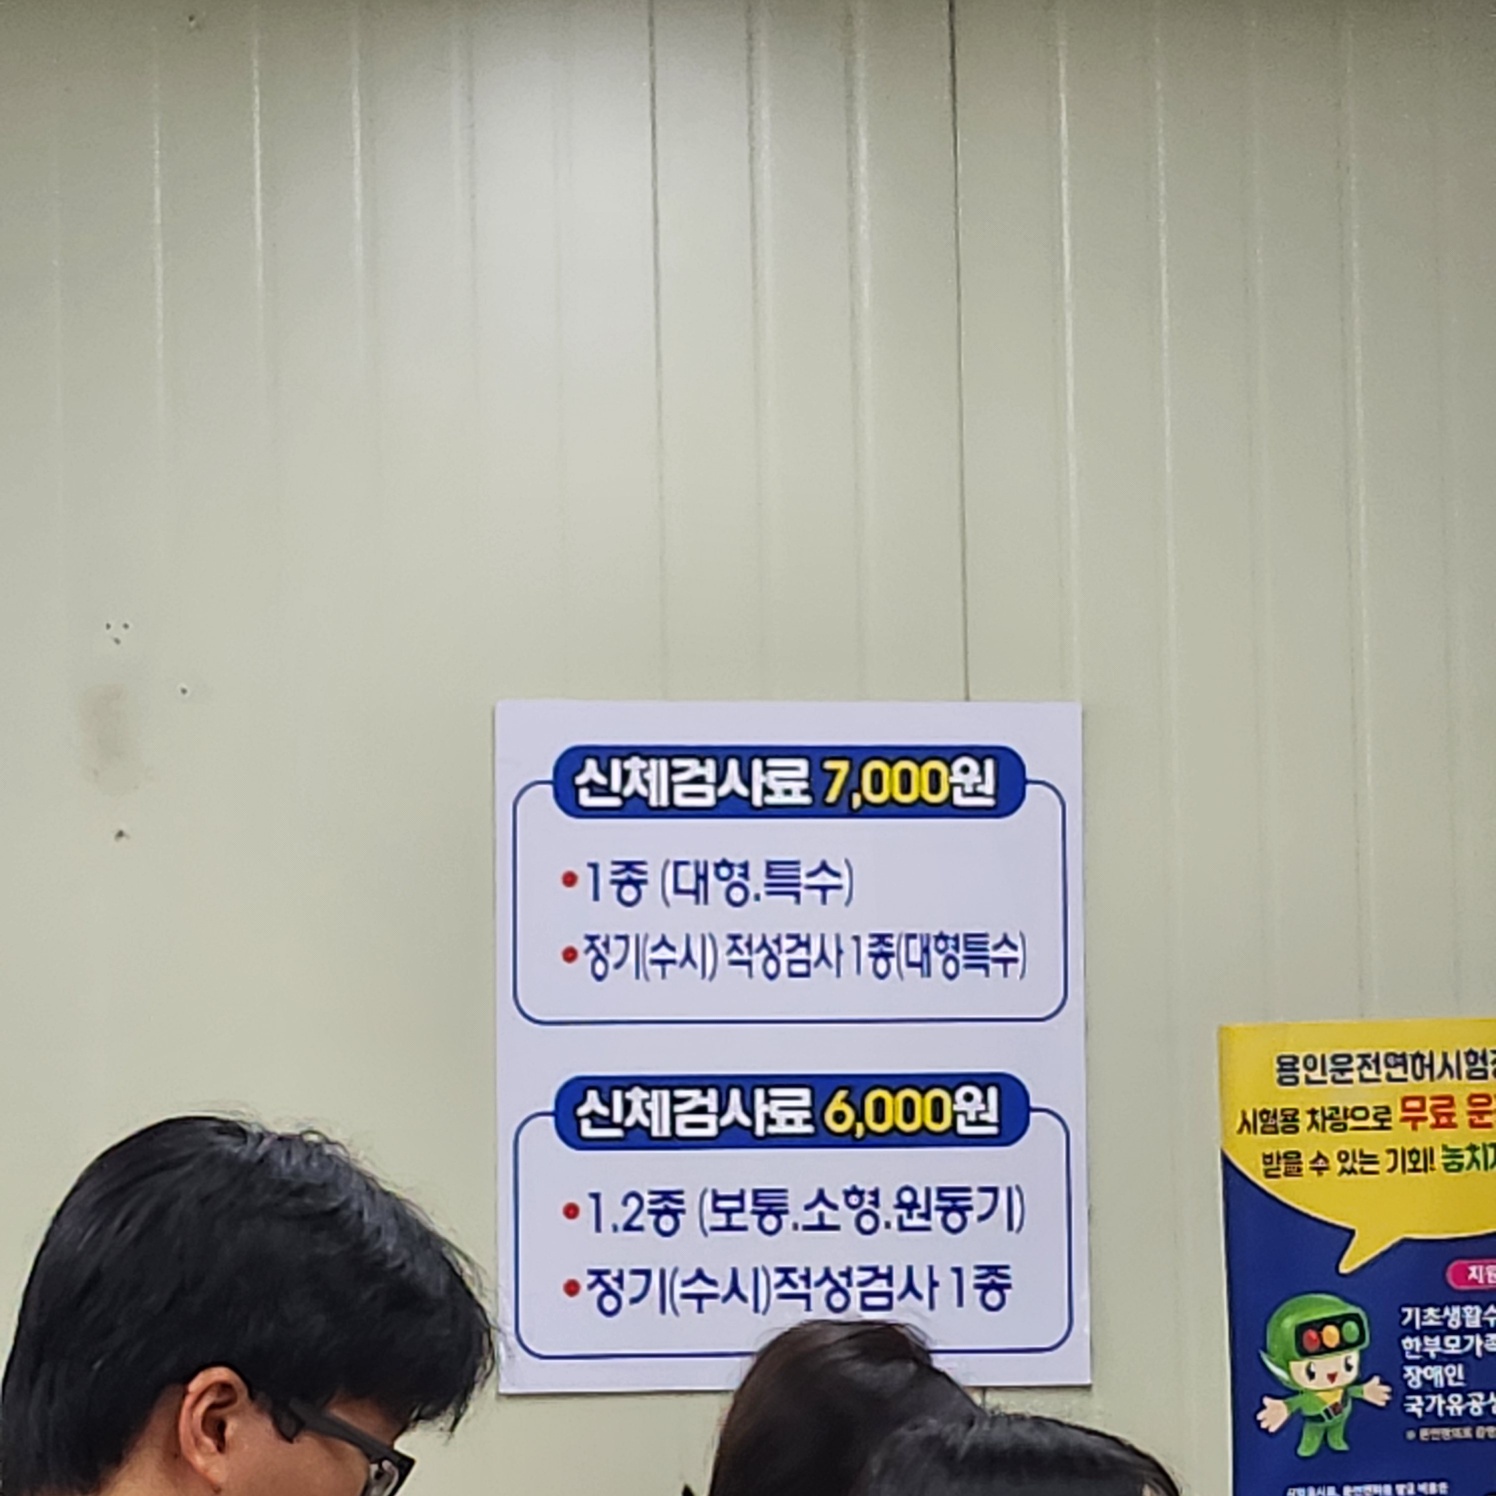 신체검사료 7,000원
•1종 (대형.특수)
•정기(수시) 적성검사 1종(대형특수)
신체검사료 6,000원
•1.2종 (보통.소형.원동기)
•정기(수시)적성검사 1종
용인운전면허시험
시험용 차량으로 무료
받을 수 있는 기회!
지원
기초생활수
한부모가족
장애인
국가유공